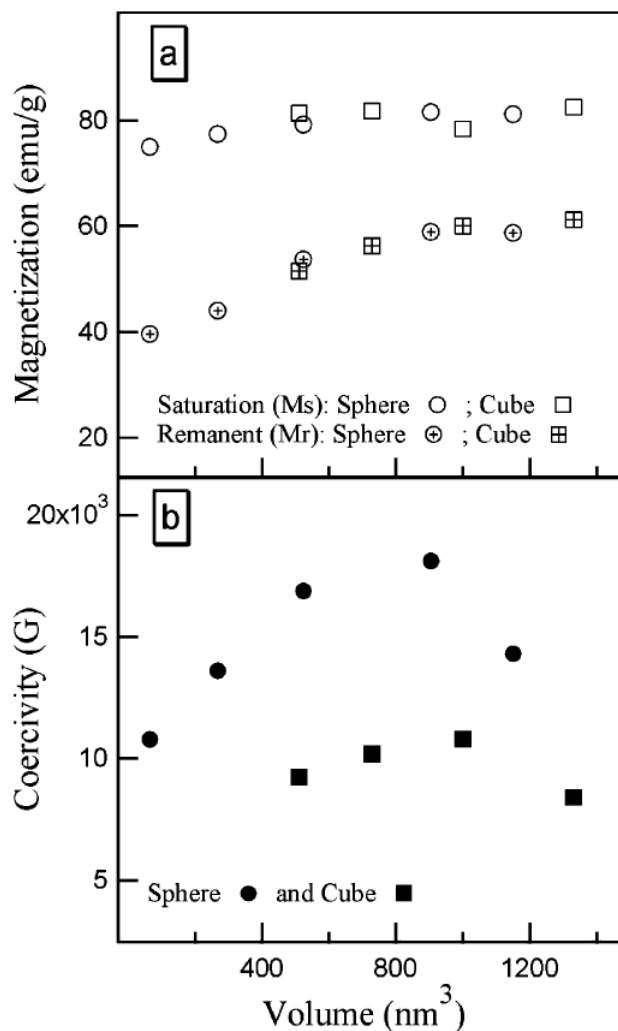 a
Magnetization (emu/g)
80
60
40
20
Saturation (Ms): Sphere ; Cube
Remanent (Mr): Sphere ; Cube
b
Coercivity (G)
20x10³
15
10
5
Sphere and Cube
400 800 1200
Volume (nm³)